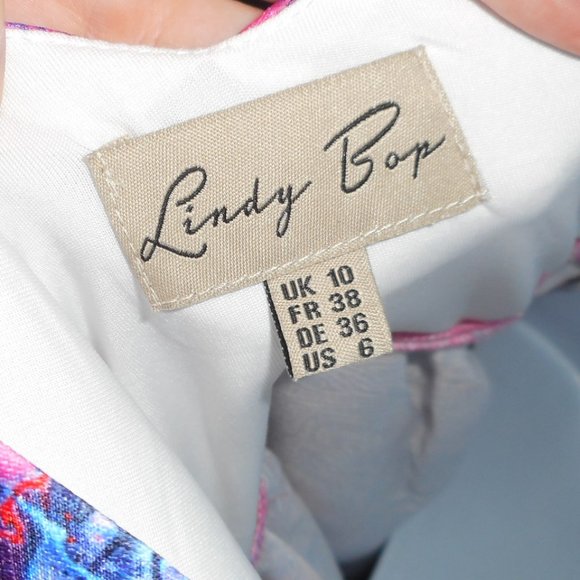 Lindy Bop
UK 10
FR 38
DE 36
US 6